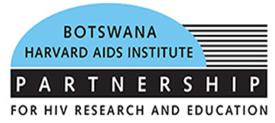 BOTSWANA
HARVARD AIDS INSTITUTE
PARTNERSHIP
FOR HIV RESEARCH AND EDUCATION